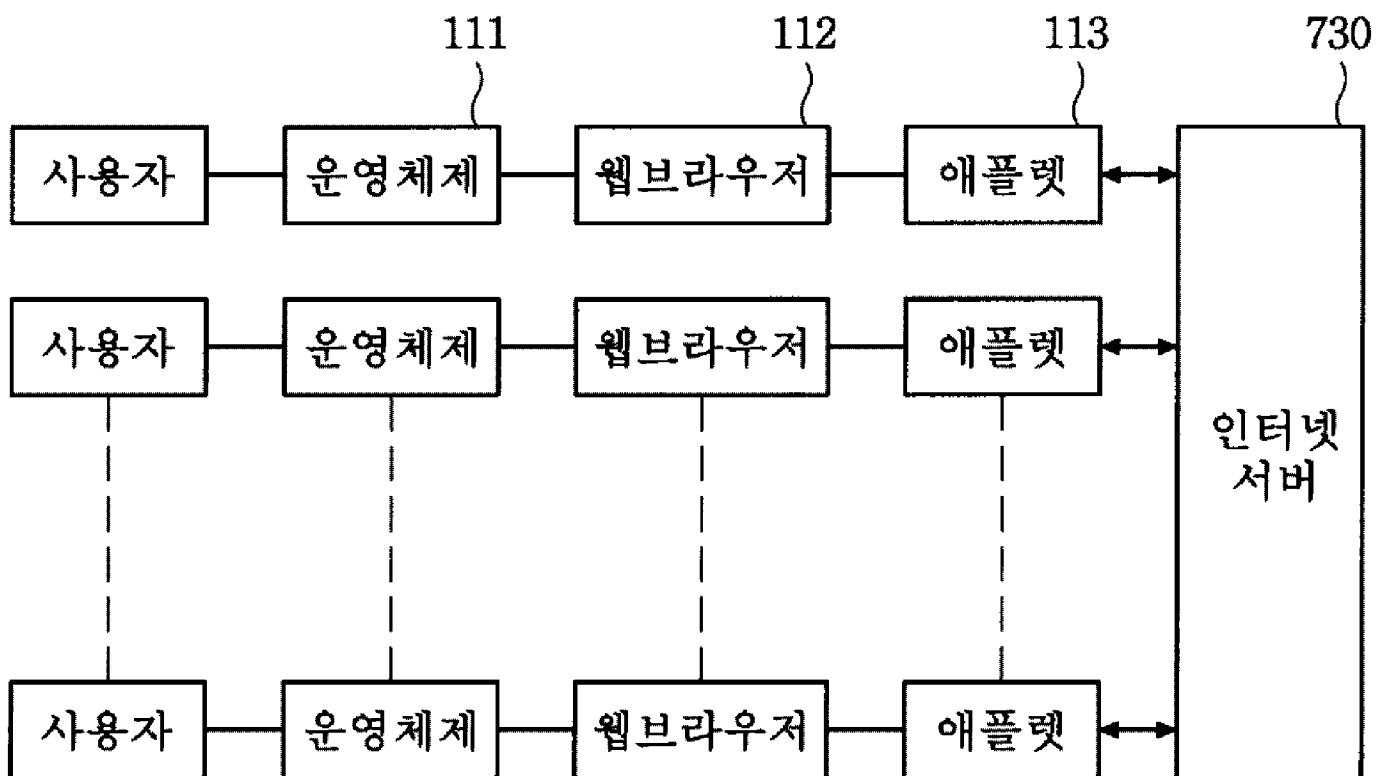 111 112 113 730
사용자 운영체제 웹브라우저 애플렛
사용자 운영체제 웹브라우저 애플렛
인터넷
서버
사용자 운영체제 웹브라우저 애플렛